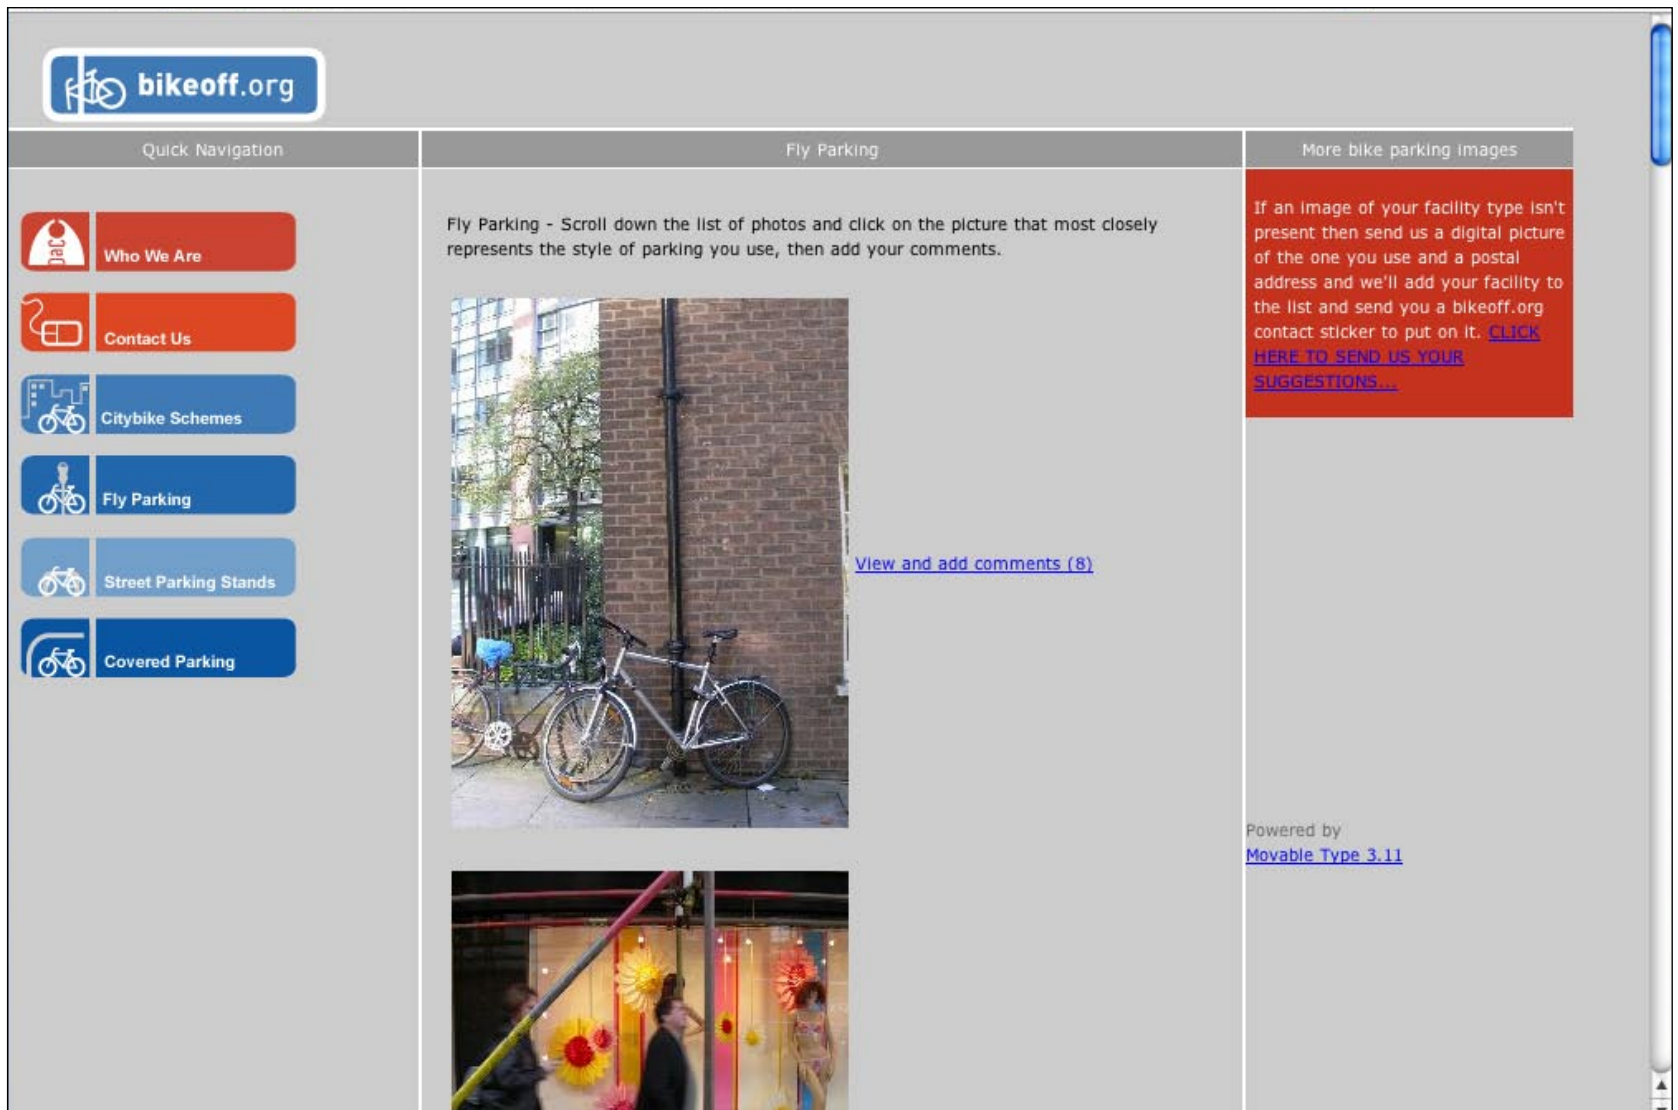 bikeoff.org
Quick Navigation
Fly Parking
More bike parking images
Who We Are
Contact Us
Citybike Schemes
Fly Parking
Street Parking Stands
Covered Parking
Fly Parking - Scroll down the list of photos and click on the picture that most closely
represents the style of parking you use, then add your comments.
View and add comments (8)
If an image of your facility type isn't
present then send us a digital picture
of the one you use and a postal
address and we'll add your facility to
the list and send you a bikeoff.org
contact sticker to put on it. CLICK
HERE TO SEND US YOUR
SUGGESTIONS...
Powered by
Movable Type 3.11